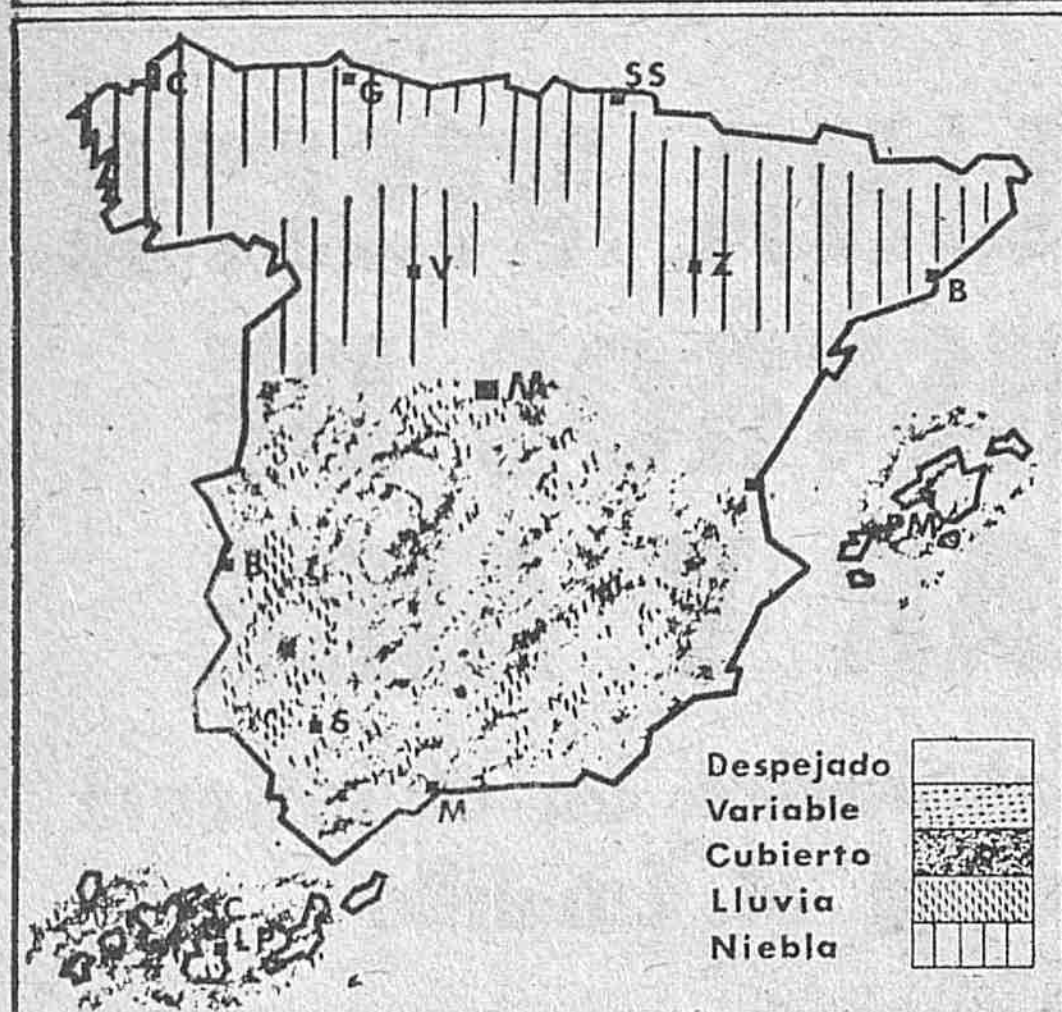 SS
C
G
V
Z
B
M
PM
B
S
M
C
LP
Despejado
Variable
Cubierto
Lluvia
Niebla